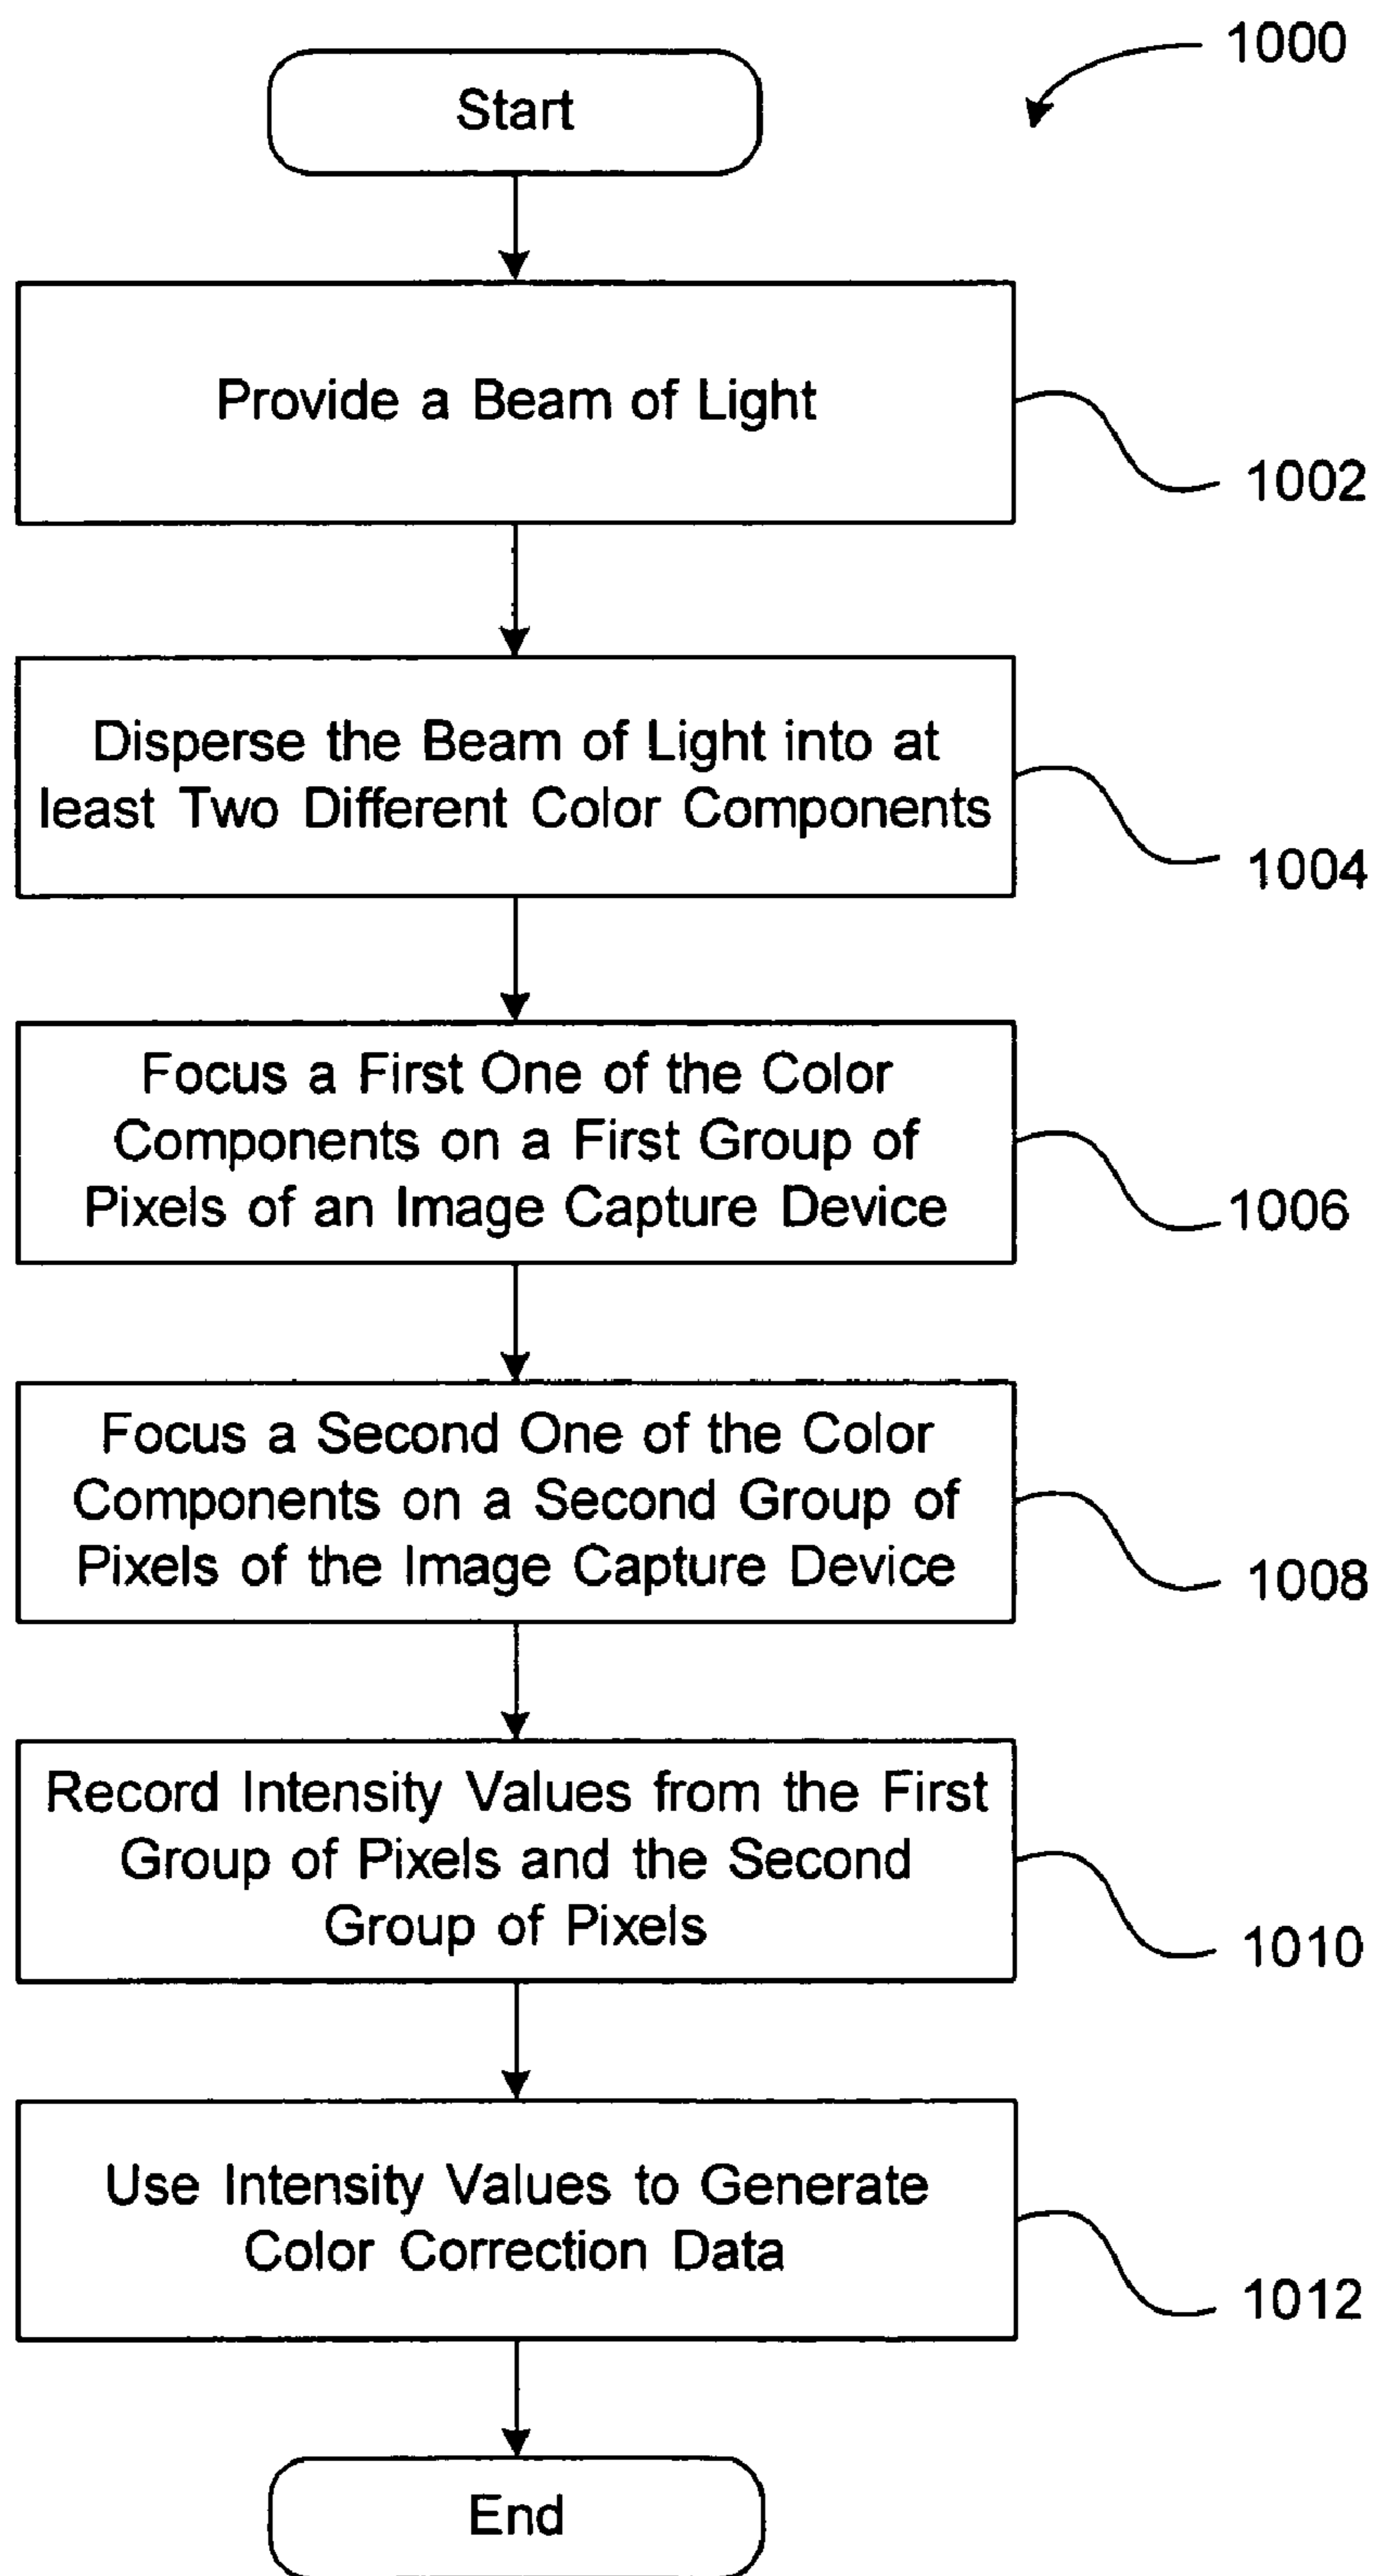 1000
Start
Provide a Beam of Light
1002
Disperse the Beam of Light into at
least Two Different Color Components
1004
Focus a First One of the Color
Components on a First Group of
Pixels of an Image Capture Device
1006
Focus a Second One of the Color
Components on a Second Group of
Pixels of the Image Capture Device
1008
Record Intensity Values from the First
Group of Pixels and the Second
Group of Pixels
1010
Use Intensity Values to Generate
Color Correction Data
1012
End